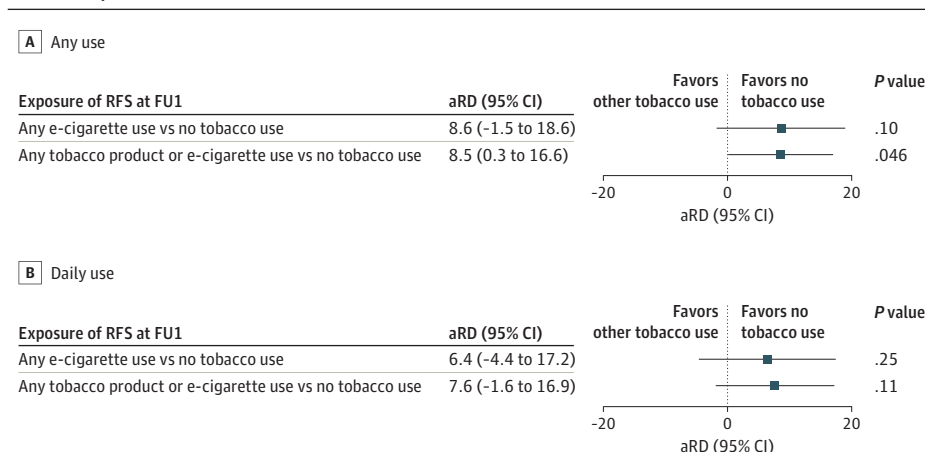 A Any use
Favors Favors no P value
Exposure of RFS at FU1 aRD (95% CI) other tobacco use tobacco use
Any e-cigarette use vs no tobacco use 8.6 (-1.5 to 18.6) .10
Any tobacco product or e-cigarette use vs no tobacco use 8.5 (0.3 to 16.6) .046
-20 0 20
aRD (95% CI)
B Daily use
Favors Favors no P value
Exposure of RFS at FU1 aRD (95% CI) other tobacco use tobacco use
Any e-cigarette use vs no tobacco use 6.4 (-4.4 to 17.2) .25
Any tobacco product or e-cigarette use vs no tobacco use 7.6 (-1.6 to 16.9) .11
-20 0 20
aRD (95% CI)